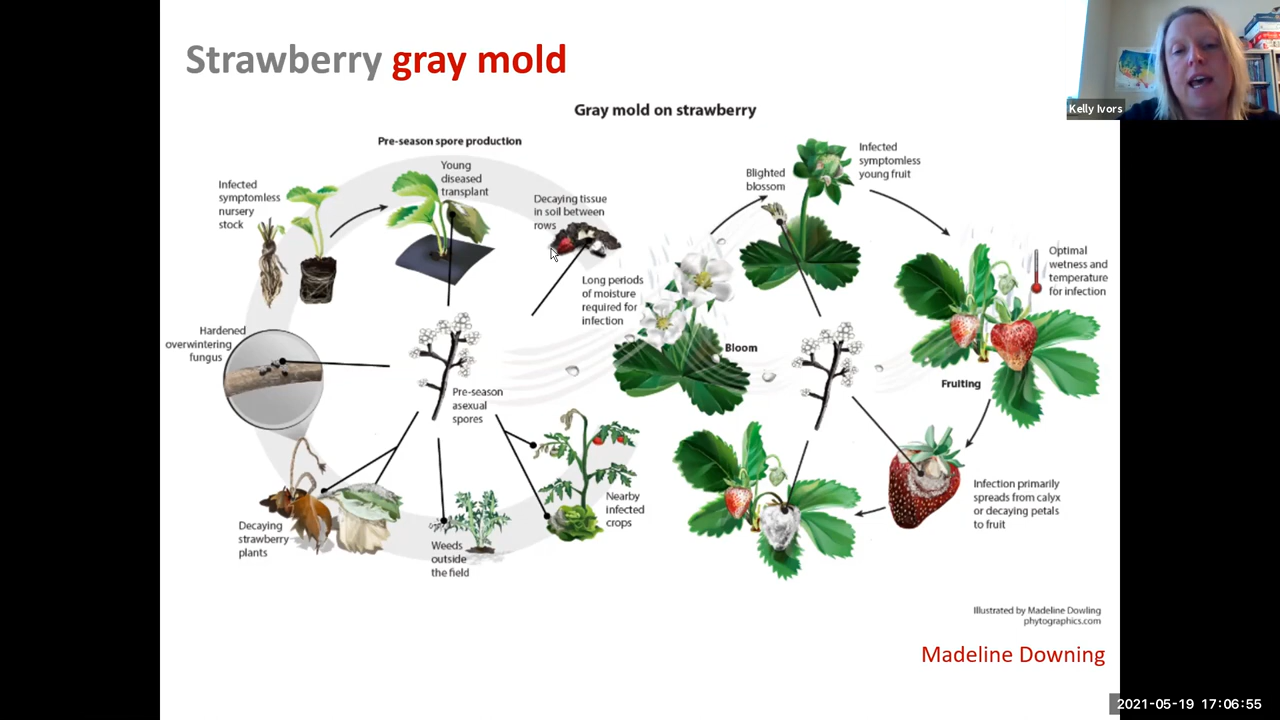 Strawberry gray mold
Kelly Ivors
Gray mold on strawberry
Pre-season spore production
Infected
symptomless
nursery
stock
Young
diseased
transplant
Decaying tissue
in soil between
rows
Long periods
of moisture
required for
infection
Hardened
overwintering
fungus
Pre-season
asexual
spores
Decaying
strawberry
plants
Weeds
outside
the field
Nearby
infected
crops
Blighted
blossom
Infected
symptomless
young fruit
Optimal
wetness and
temperature
for infection
Bloom
Fruiting
Infection primarily
spreads from calyx
or decaying petals
to fruit
Illustrated by Madeline Dowling
phytographics.com
Madeline Downing
2021-05-19 17:06:55